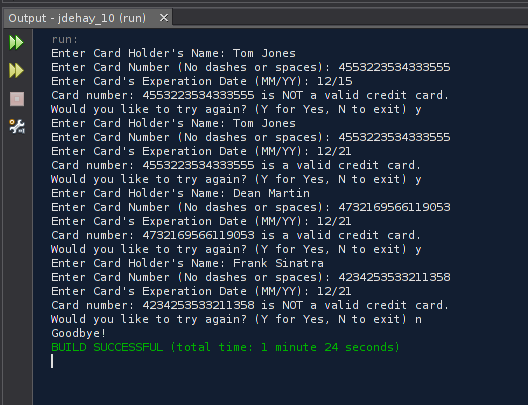 Output - jdehay_10 (run) ×
run:
Enter Card Holder's Name: Tom Jones
Enter Card Number (No dashes or spaces): 4553223534333555
Enter Card's Experation Date (MM/YY): 12/15
Card number: 4553223534333555 is NOT a valid credit card.
Would you like to try again? (Y for Yes, N to exit) y
Enter Card Holder's Name: Tom Jones
Enter Card Number (No dashes or spaces): 4553223534333555
Enter Card's Experation Date (MM/YY): 12/21
Card number: 4553223534333555 is a valid credit card.
Would you like to try again? (Y for Yes, N to exit) y
Enter Card Holder's Name: Dean Martin
Enter Card Number (No dashes or spaces): 4732169566119053
Enter Card's Experation Date (MM/YY): 12/21
Card number: 4732169566119053 is a valid credit card.
Would you like to try again? (Y for Yes, N to exit) y
Enter Card Holder's Name: Frank Sinatra
Enter Card Number (No dashes or spaces): 4234253533211358
Enter Card's Experation Date (MM/YY): 12/21
Card number: 4234253533211358 is NOT a valid credit card.
Would you like to try again? (Y for Yes, N to exit) n
Goodbye!
BUILD SUCCESSFUL (total time: 1 minute 24 seconds)